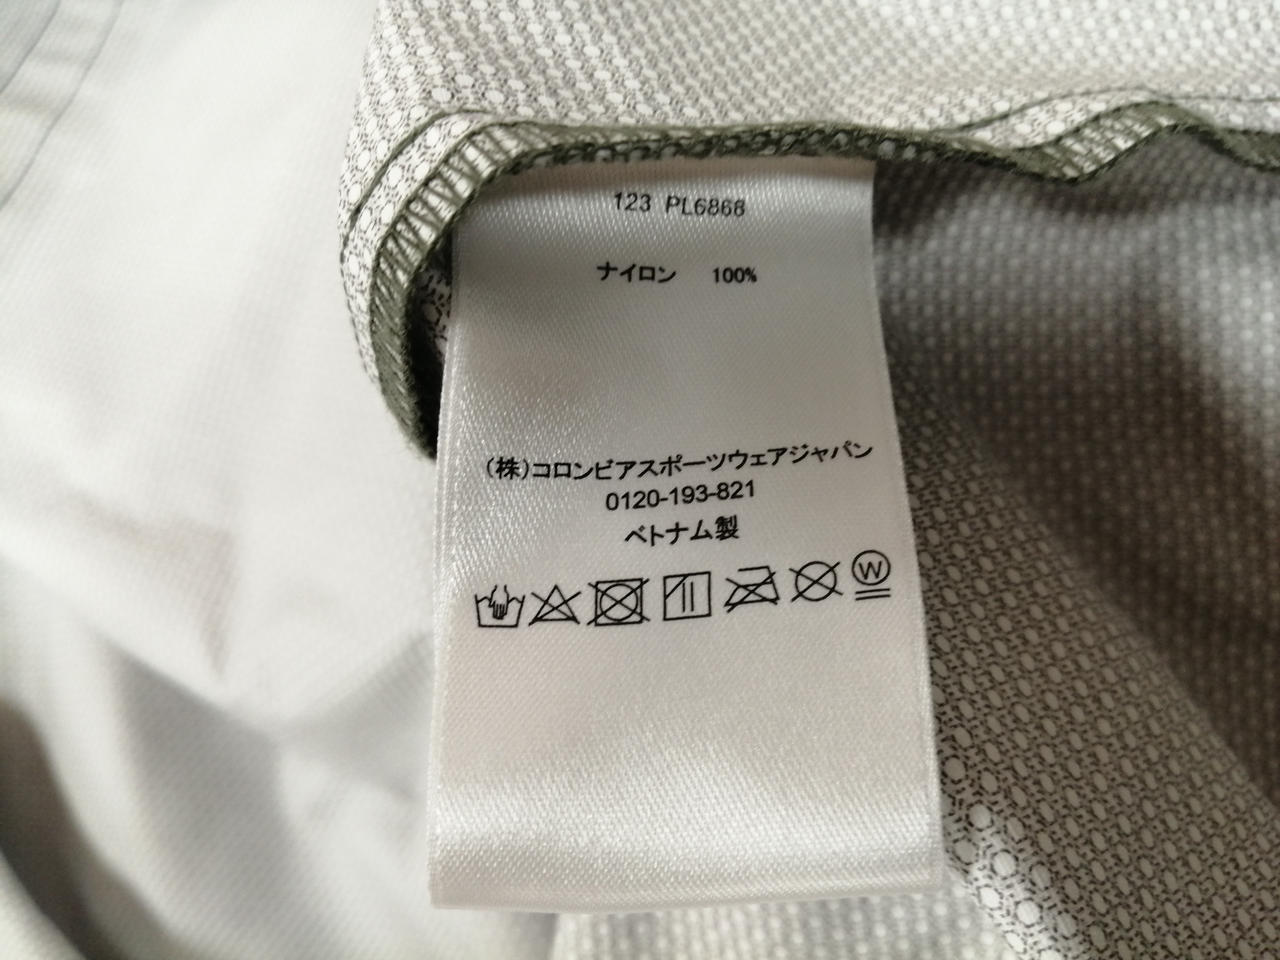 123 PL6868
ナイロン 100%
(株)コロンビアスポーツウェアジャパン
0120-193-821
ベトナム製
W